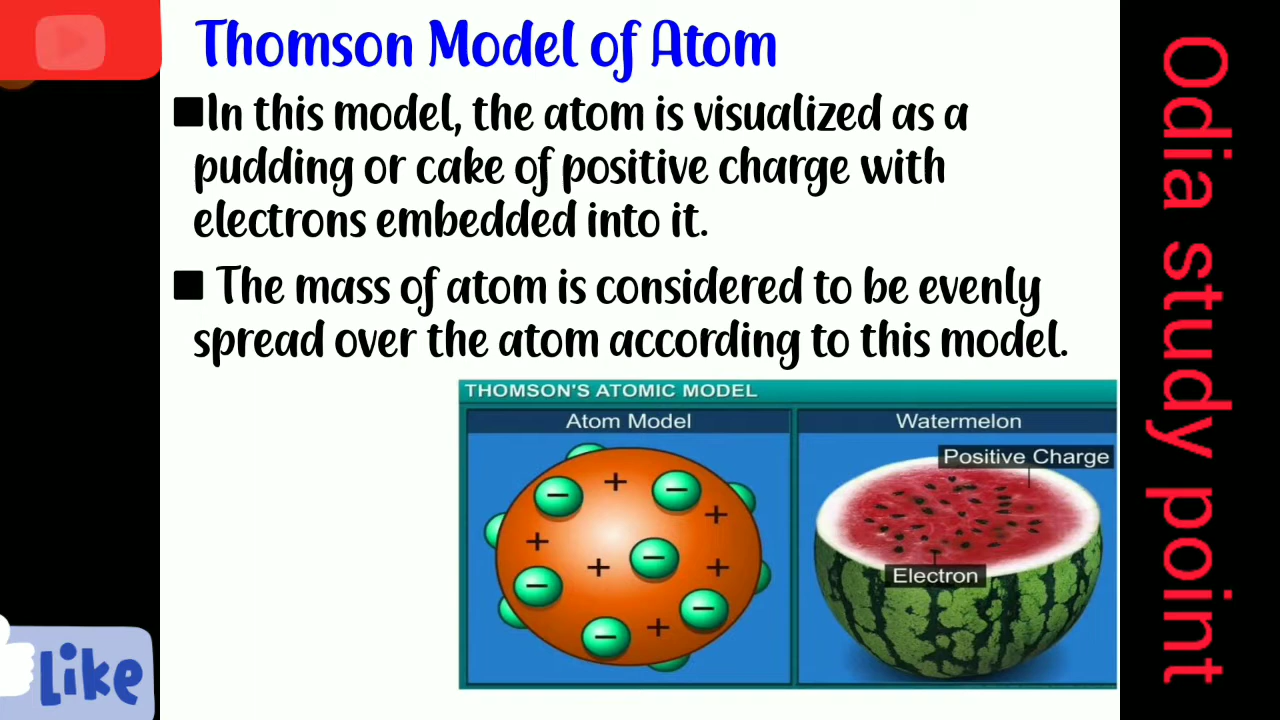 Thomson Model of Atom
■In this model, the atom is visualized as a
pudding or cake of positive charge with
electrons embedded into it.
■ The mass of atom is considered to be evenly
spread over the atom according to this model.
THOMSON'S ATOMIC MODEL
Atom Model
+
−
−
+
+
−
+
+
−
−
−
+
Watermelon
Positive Charge
Electron
Like
Odia study point